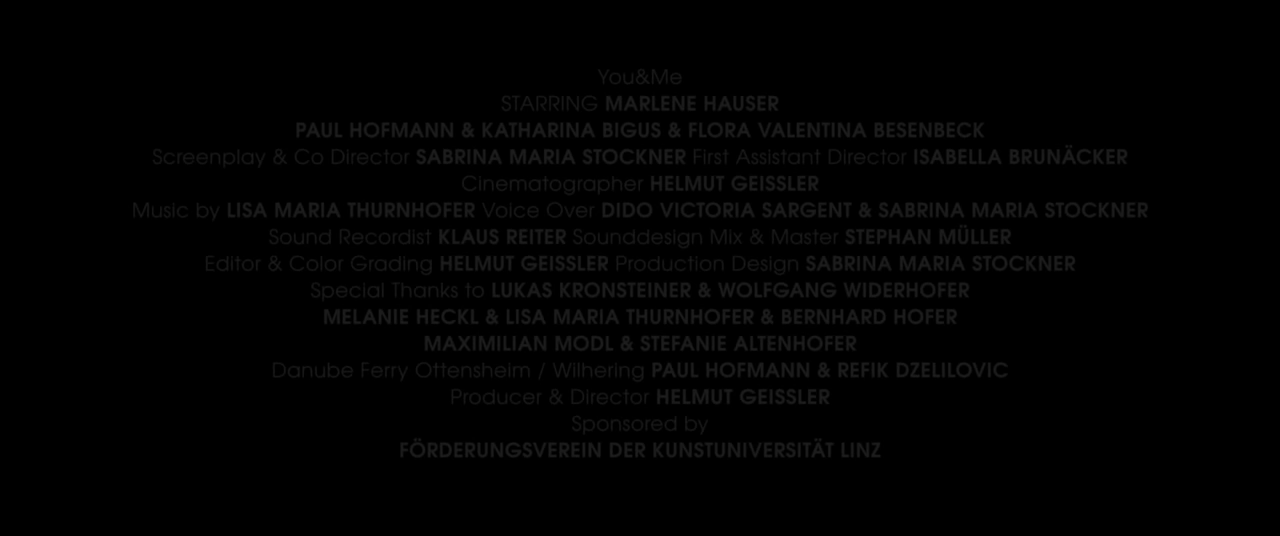 You&Me
STARRING MARLENE HAUSER
PAUL HOFMANN & KATHARINA BIGUS & FLORA VALENTINA BESENBECK
Screenplay & Co Director SABRINA MARIA STOCKNER First Assistant Director ISABELLA BRUNÄCKER
Cinematographer HELMUT GEISSLER
Music by LISA MARIA THURNHOFER Voice Over DIDO VICTORIA SARGENT & SABRINA MARIA STOCKNER
Sound Recordist KLAUS REITER Sounddesign Mix & Master STEPHAN MÜLLER
Editor & Color Grading HELMUT GEISSLER Production Design SABRINA MARIA STOCKNER
Special Thanks to LUKAS KRONSTEINER & WOLFGANG WIDERHOFER
MELANIE HECKL & LISA MARIA THURNHOFER & BERNHARD HOFER
MAXIMILIAN MODL & STEFANIE ALTENHOFER
Danube Ferry Ottensheim / Wilhering PAUL HOFMANN & REFIK DZELILOVIC
Producer & Director HELMUT GEISSLER
Sponsored by
FÖRDERUNGSVEREIN DER KUNSTUNIVERSITÄT LINZ